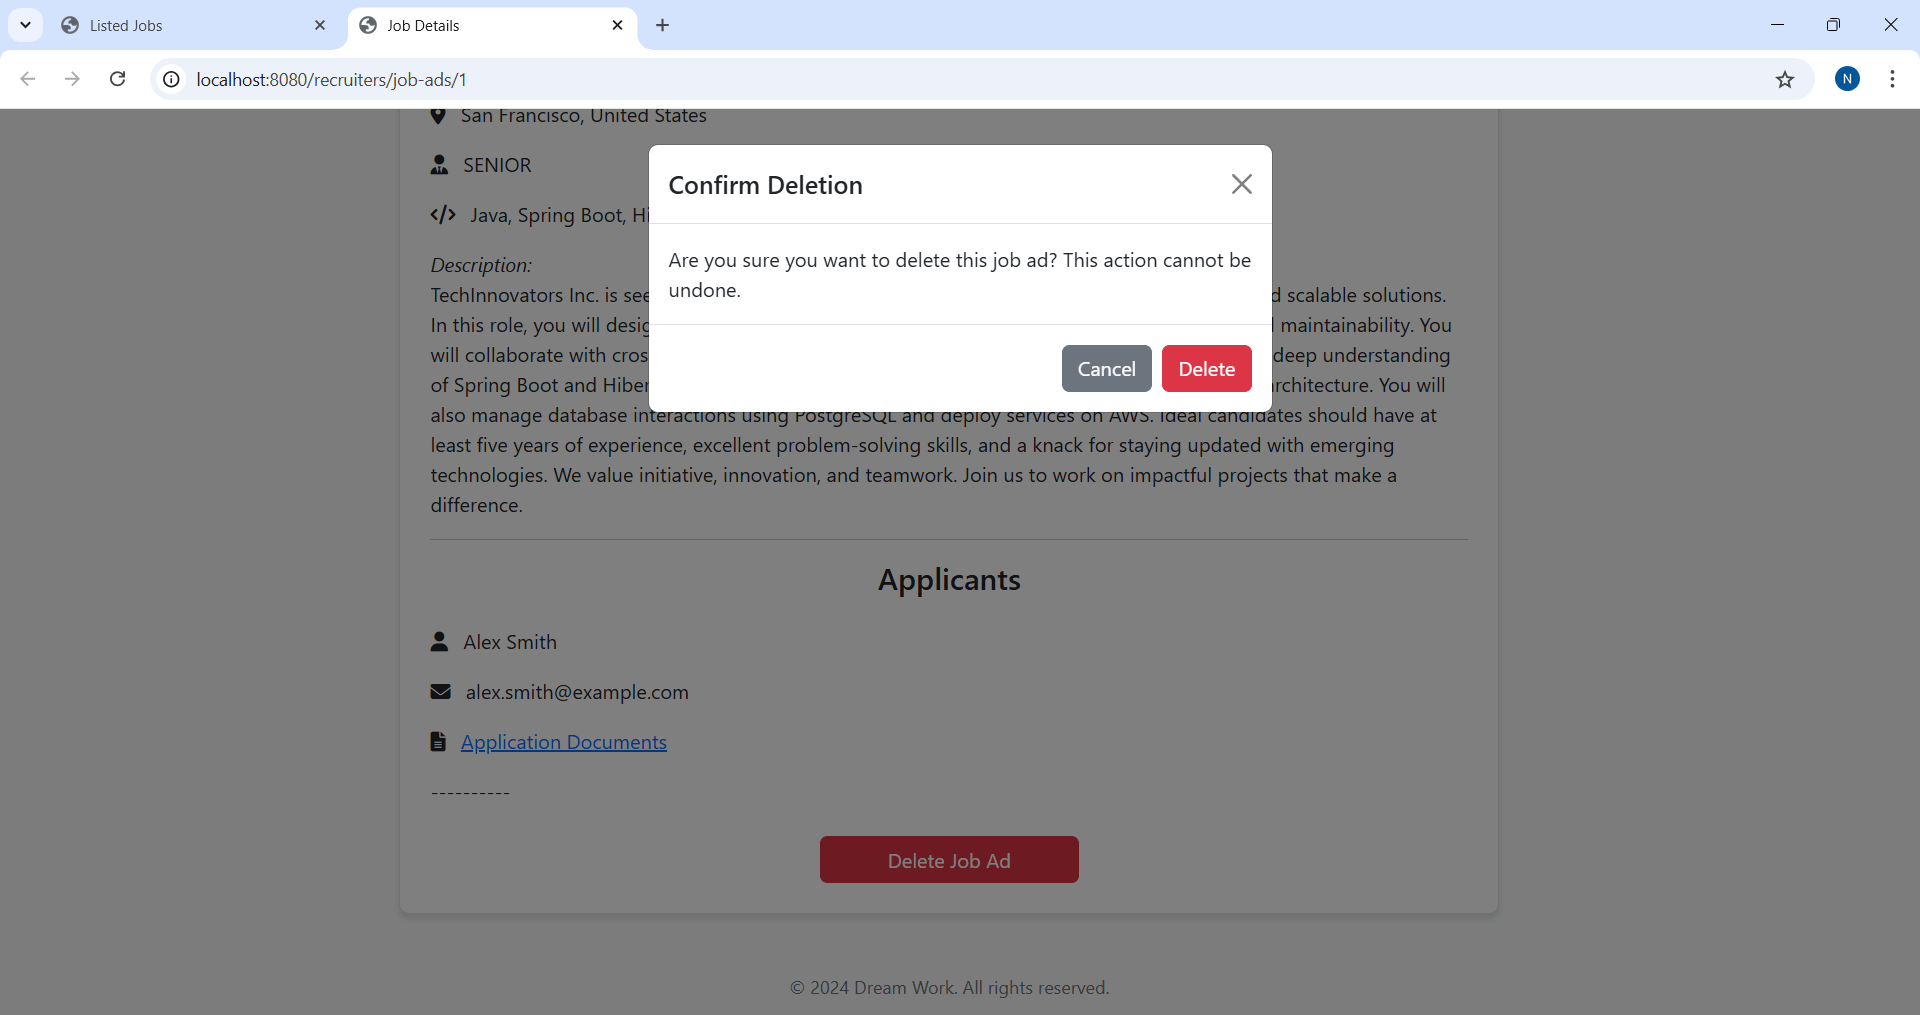 Listed Jobs
Job Details
localhost:8080/recruiters/job-ads/1
N
San Francisco, United States
SENIOR
Java, Spring Boot, Hi
Confirm Deletion
Are you sure you want to delete this job ad? This action cannot be
undone.
Cancel
Delete
Description:
TechInnovators Inc. is see d scalable solutions.
In this role, you will desig l maintainability. You
will collaborate with cros deep understanding
of Spring Boot and Hiber rchitecture. You will
also manage database interactions using PostgreSQL and deploy services on AWS. Ideal candidates should have at
least five years of experience, excellent problem-solving skills, and a knack for staying updated with emerging
technologies. We value initiative, innovation, and teamwork. Join us to work on impactful projects that make a
difference.
Applicants
Alex Smith
alex.smith@example.com
Application Documents
----------
Delete Job Ad
© 2024 Dream Work. All rights reserved.